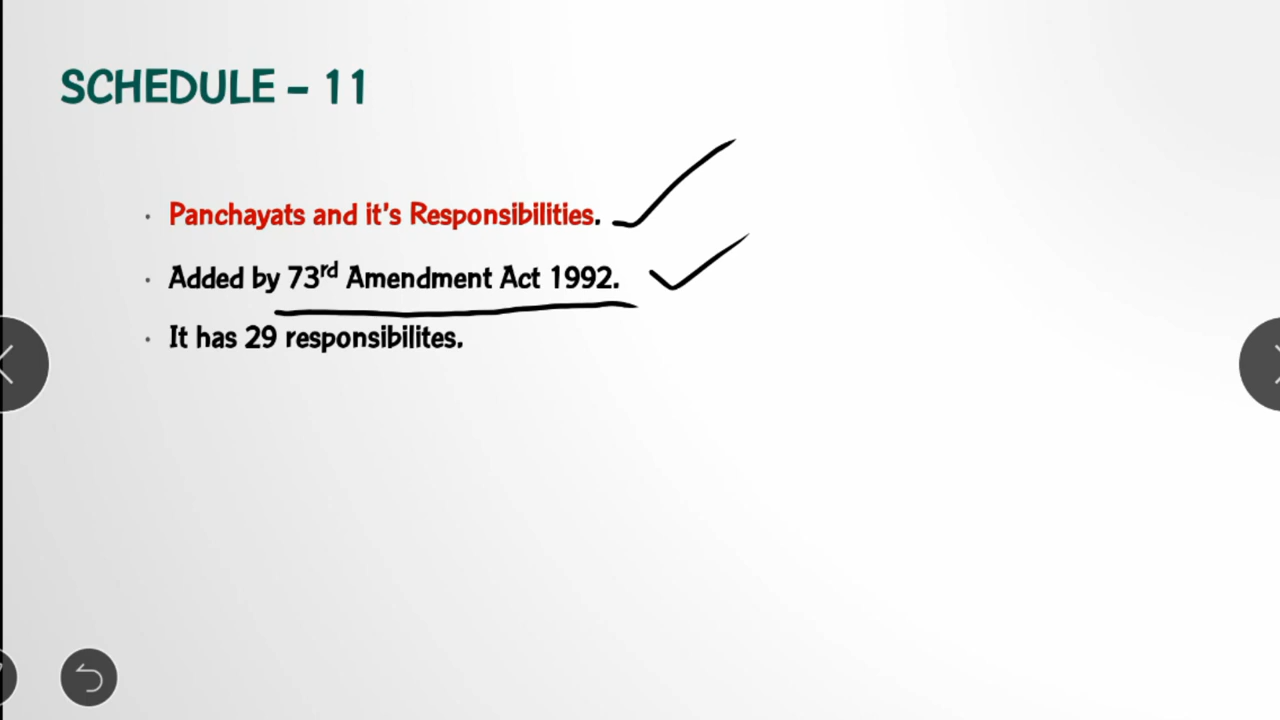 SCHEDULE – 11
• Panchayats and it's Responsibilities.
• Added by 73rd Amendment Act 1992.
• It has 29 responsibilites.